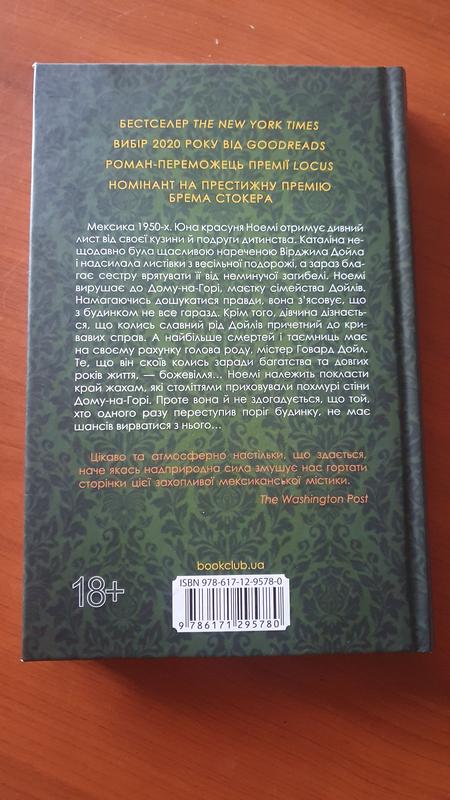 БЕСТСЕЛЕР THE NEW YORK TIMES
ВИБІР 2020 РОКУ ВІД GOODREADS
РОМАН-ПЕРЕМОЖЕЦЬ ПРЕМІЇ LOCUS
НОМІНАНТ НА ПРЕСТИЖНУ ПРЕМІЮ
БРЕМА СТОКЕРА
Мексика 1950-х. Юна красуня Ноемі отримує дивний
лист від своєї кузини й подруги дитинства. Каталіна не-
щодавно була щасливою нареченою Вірджила Дойла
і надсилала листівки з весільної подорожі, а зараз бла-
гає сестру врятувати її від неминучої загибелі. Ноемі
вирушає до Дому-на-Горі, маєтку сімейства Дойлів.
Намагаючись дошукатися правди, вона з’ясовує, що
з будинком не все гаразд. Крім того, дівчина дізнаєть-
ся, що колись славний рід Дойлів причетний до кри-
вавих справ. А найбільше смертей і таємниць має
на своєму рахунку голова роду, містер Говард Дойл.
Те, що він скоїв колись заради багатства та довгих
років життя, — божевілля... Ноемі належить покласти
край жахам, які століттями приховували похмурі стіни
Дому-на-Горі. Проте вона й не здогадується, що той,
хто одного разу переступив поріг будинку, не має
шансів вирватися з нього...
Цікаво та атмосферно настільки, що здається,
наче якась надприродна сила змушує нас гортати
сторінки цієї захопливої мексиканської містики.
The Washington Post
bookclub.ua
18+
ISBN 978-617-12-9578-0
9 786171 295780